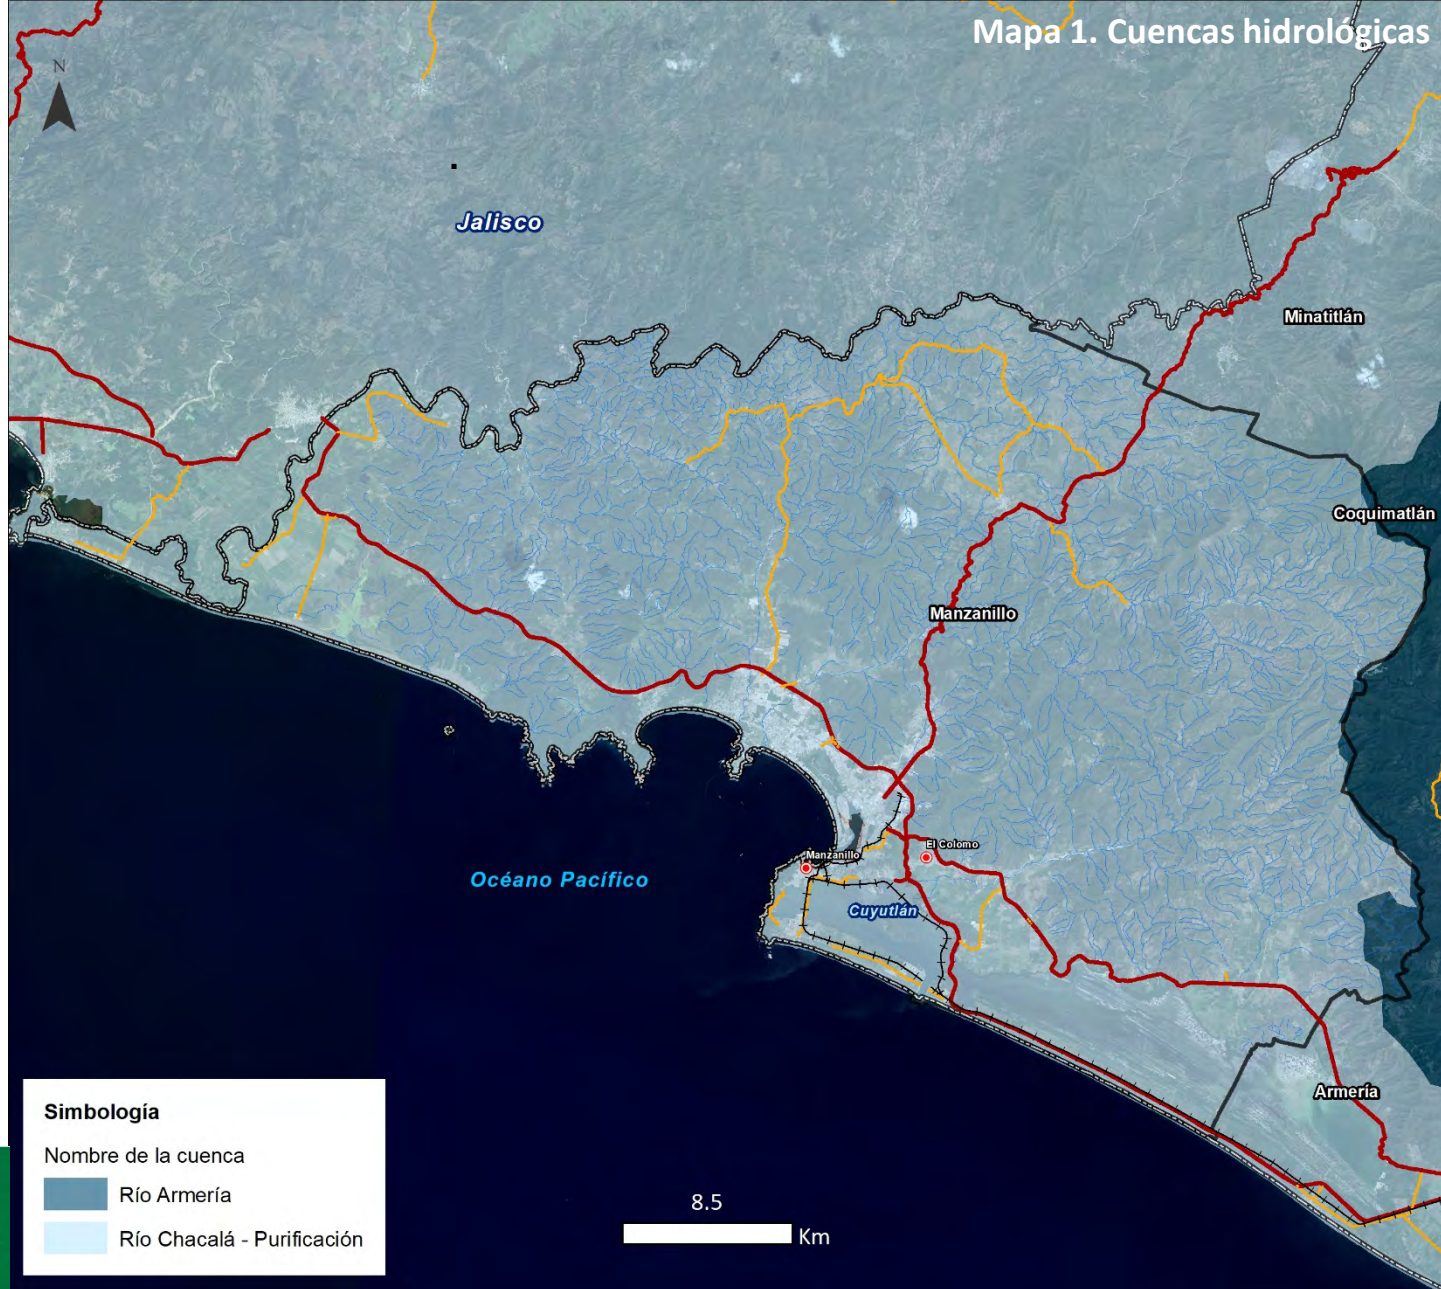 Mapa 1. Cuencas hidrológicas
N
Jalisco
Minatitlán
Coquimatlán
Manzanillo
El Colomo
Manzanillo
Océano Pacífico
Cuyutlán
Armería
Simbología
Nombre de la cuenca
Río Armería
Río Chacalá - Purificación
8.5
Km